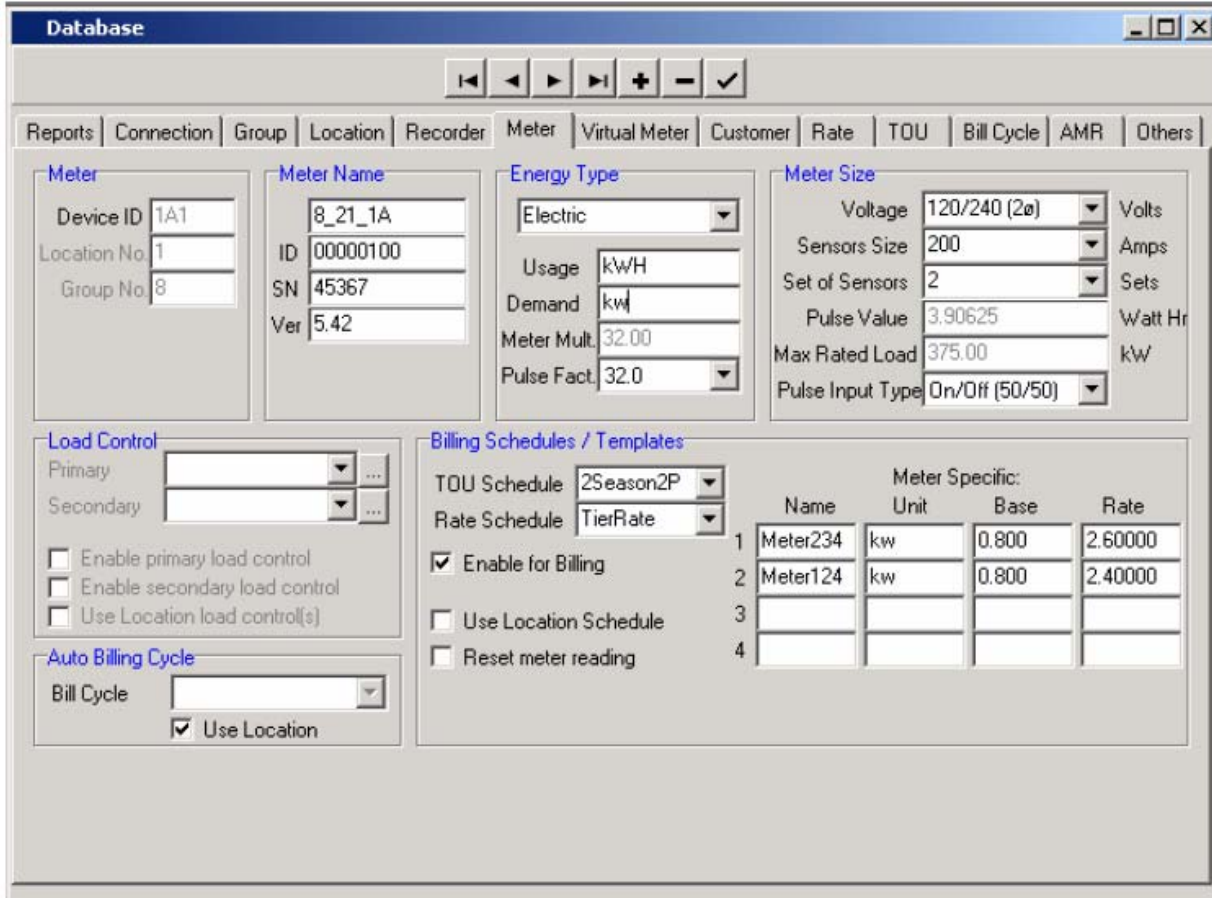 Database
Reports Connection Group Location Recorder Meter Virtual Meter Customer Rate TOU Bill Cycle AMR Others
Meter
Device ID 1A1
Location No. 1
Group No. 8
Meter Name
8_21_1A
ID 00000100
SN 45367
Ver 5.42
Energy Type
Electric
Usage kWH
Demand kw
Meter Mult. 32.00
Pulse Fact. 32.0
Meter Size
Voltage 120/240 (2ø) Volts
Sensors Size 200 Amps
Set of Sensors 2 Sets
Pulse Value 3.90625 Watt Hr
Max Rated Load 375.00 kW
Pulse Input Type On/Off (50/50)
Load Control
Primary ...
Secondary ...
Enable primary load control
Enable secondary load control
Use Location load control(s)
Auto Billing Cycle
Bill Cycle
Use Location
Billing Schedules / Templates
TOU Schedule 2Season2P
Rate Schedule TierRate
Enable for Billing
Use Location Schedule
Reset meter reading
Meter Specific:
Name Unit Base Rate
1 Meter234 kw 0.800 2.60000
2 Meter124 kw 0.800 2.40000
3
4